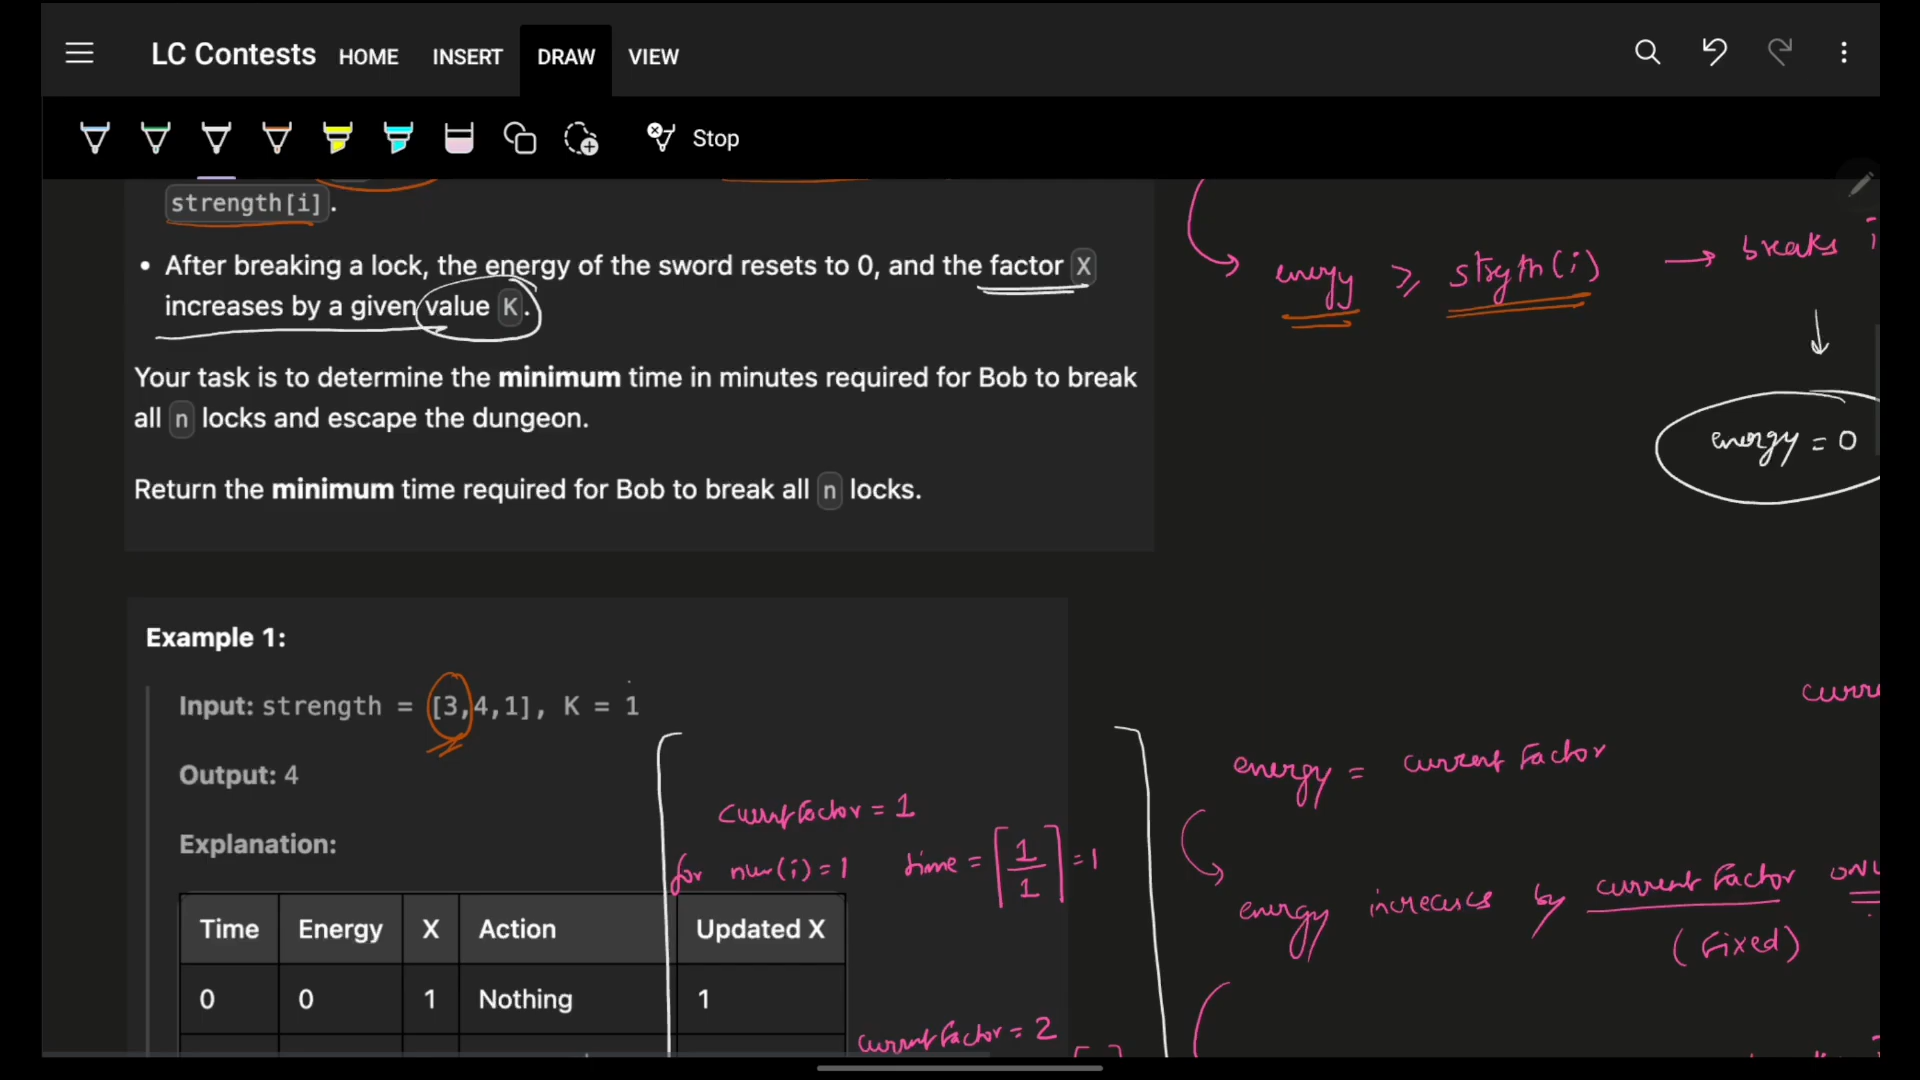 LC Contests HOME INSERT DRAW VIEW
Stop
strength[i].
• After breaking a lock, the energy of the sword resets to 0, and the factor X
increases by a given value K.
Your task is to determine the minimum time in minutes required for Bob to break
all n locks and escape the dungeon.
Return the minimum time required for Bob to break all n locks.
energy ≥ strgth(i) → breaks
energy = 0
Example 1:
Input: strength = [3,4,1], K = 1
Output: 4
Explanation:
Time Energy X Action Updated X
0 0 1 Nothing 1
currfactor = 1
for num(i) = 1 time = ⌈1/1⌉ = 1
currentfactor = 2
energy = current factor
energy increases by current factor
(fixed)